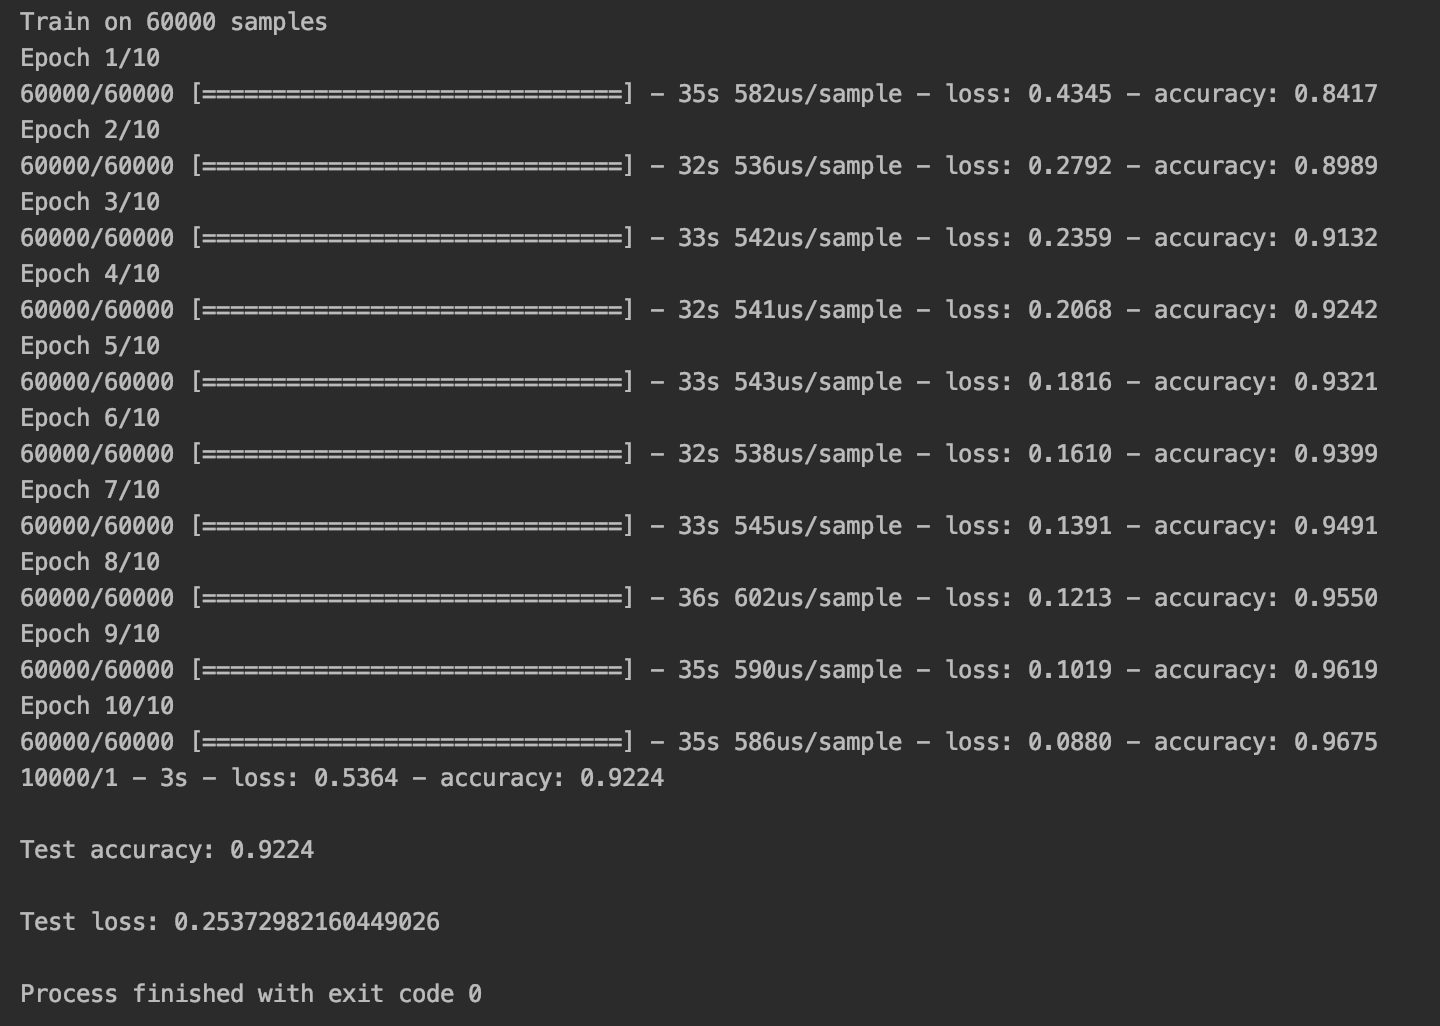 Train on 60000 samples
Epoch 1/10
60000/60000 [==============================] - 35s 582us/sample - loss: 0.4345 - accuracy: 0.8417
Epoch 2/10
60000/60000 [==============================] - 32s 536us/sample - loss: 0.2792 - accuracy: 0.8989
Epoch 3/10
60000/60000 [==============================] - 33s 542us/sample - loss: 0.2359 - accuracy: 0.9132
Epoch 4/10
60000/60000 [==============================] - 32s 541us/sample - loss: 0.2068 - accuracy: 0.9242
Epoch 5/10
60000/60000 [==============================] - 33s 543us/sample - loss: 0.1816 - accuracy: 0.9321
Epoch 6/10
60000/60000 [==============================] - 32s 538us/sample - loss: 0.1610 - accuracy: 0.9399
Epoch 7/10
60000/60000 [==============================] - 33s 545us/sample - loss: 0.1391 - accuracy: 0.9491
Epoch 8/10
60000/60000 [==============================] - 36s 602us/sample - loss: 0.1213 - accuracy: 0.9550
Epoch 9/10
60000/60000 [==============================] - 35s 590us/sample - loss: 0.1019 - accuracy: 0.9619
Epoch 10/10
60000/60000 [==============================] - 35s 586us/sample - loss: 0.0880 - accuracy: 0.9675
10000/1 - 3s - loss: 0.5364 - accuracy: 0.9224
Test accuracy: 0.9224
Test loss: 0.25372982160449026
Process finished with exit code 0